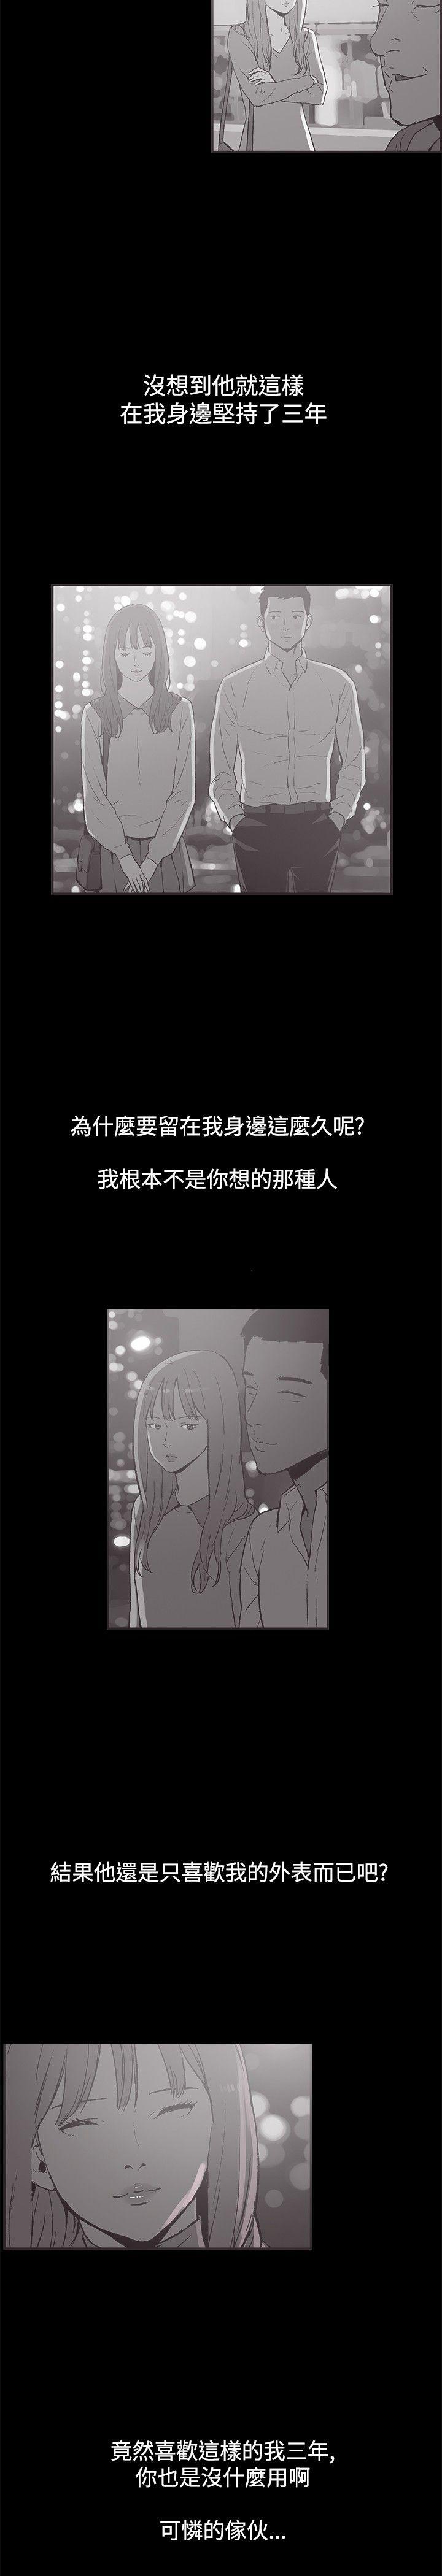 沒想到他就這樣
在我身邊堅持了三年
為什麼要留在我身邊這麼久呢?
我根本不是你想的那種人
結果他還是只喜歡我的外表而已吧?
竟然喜歡這樣的我三年,
你也是沒什麼用啊
可憐的傢伙...